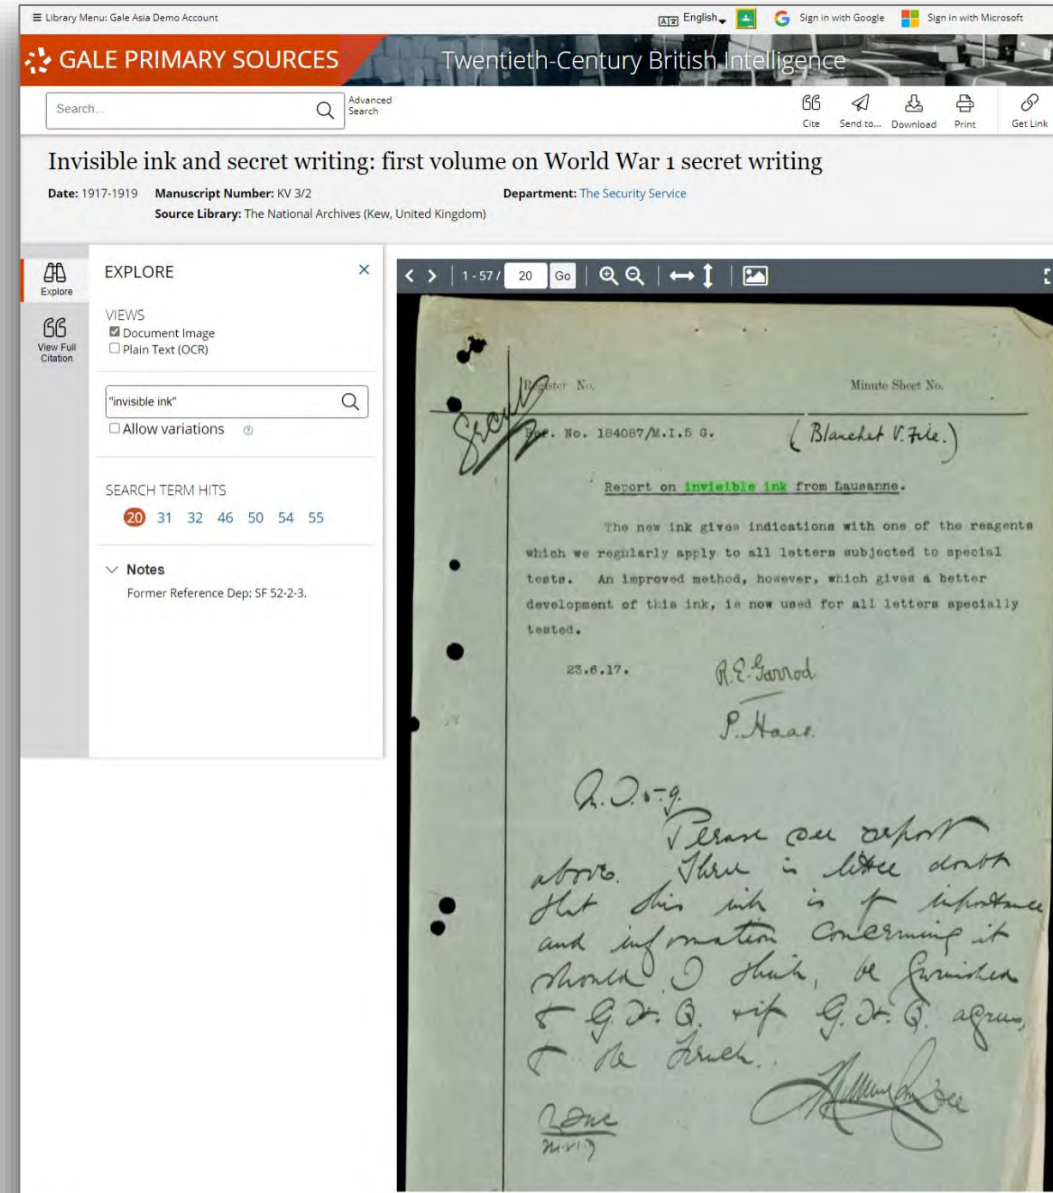 Library Menu: Gale Asia Demo Account
English
Sign in with Google
Sign in with Microsoft
GALE PRIMARY SOURCES
Twentieth-Century British Intelligence
Search...
Advanced Search
Cite
Send to...
Download
Print
Get Link
Invisible ink and secret writing: first volume on World War 1 secret writing
Date: 1917-1919 Manuscript Number: KV 3/2 Department: The Security Service
Source Library: The National Archives (Kew, United Kingdom)
Explore
View Full Citation
EXPLORE
VIEWS
Document Image
Plain Text (OCR)
"invisible ink"
Allow variations
SEARCH TERM HITS
20 31 32 46 50 54 55
Notes
Former Reference Dep: SF 52-2-3.
1 - 57 / 20 Go
Register No. Minute Sheet No.
Ref. No. 184087/M.I.5 G. (Blanchet V. File.)
Report on invisible ink from Lausanne.
The new ink gives indications with one of the reagents
which we regularly apply to all letters subjected to special
tests. An improved method, however, which gives a better
development of this ink, is now used for all letters specially
tested.
23.6.17. R.E. Garrod
P. Haas.
Please see report
above. There is little doubt
that this ink is of importance
and information concerning it
should I think, be furnished
to G.H.Q. & if G.H.Q. agrees,
to the French.